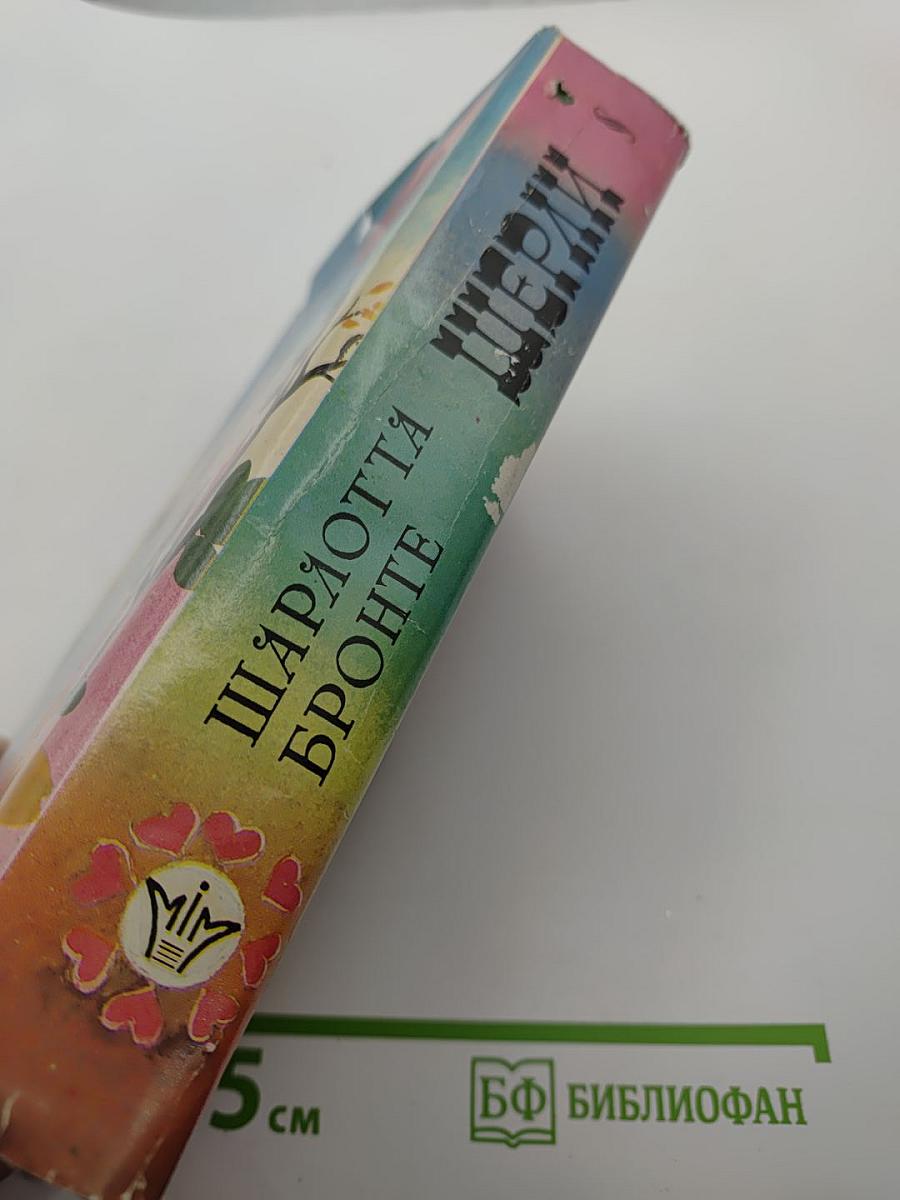 ШЕРЛИ
ШАРЛОТТА
БРОНТЕ
МіМ
5 см
БФ БИБЛИОФАН